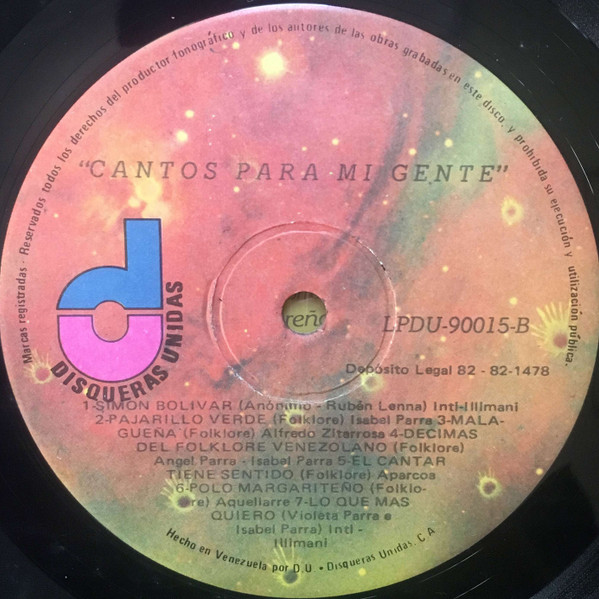 Marcas registradas - Reservados todos los derechos del productor fonográfico y de los autores de las obras grabadas en este disco. y prohibida su ejecución y utilización pública.
"CANTOS PARA MI GENTE"
DISQUERAS UNIDAS
reño
LPDU-90015-B
Depósito Legal 82 - 82-1478
1-SIMON BOLIVAR (Anónimo - Rubén Lenna) Inti-Illimani
2-PAJARILLO VERDE (Folklore) Isabel Parra 3-MALA-
GUEÑA (Folklore) Alfredo Zitarrosa 4-DECIMAS
DEL FOLKLORE VENEZOLANO (Folklore)
Angel Parra - Isabel Parra 5-EL CANTAR
TIENE SENTIDO (Folklore) Aparcoa
6-POLO MARGARITEÑO (Folklo-
re) Aquellarre 7-LO QUE MAS
QUIERO (Violeta Parra e
Isabel Parra) Inti -
Illimani
Hecho en Venezuela por D.U. • Disqueras Unidas, C.A.